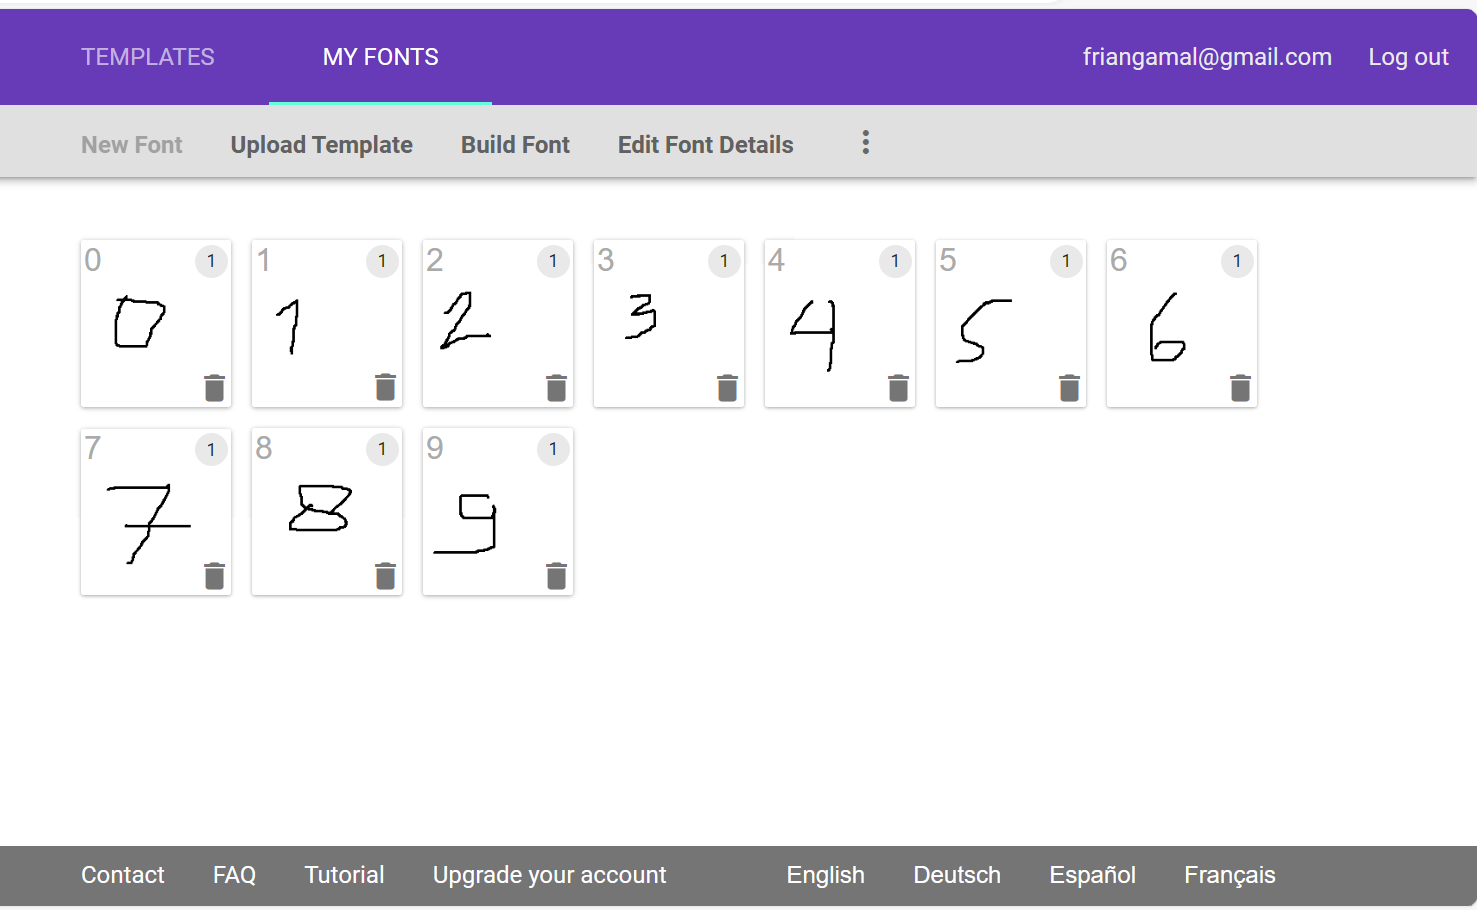 TEMPLATES MY FONTS friangamal@gmail.com Log out
New Font Upload Template Build Font Edit Font Details
0 1 1 1 2 1 3 1 4 1 5 1 6 1
0 1 2 3 4 5 6
7 1 8 1 9 1
7 8 9
Contact FAQ Tutorial Upgrade your account English Deutsch Español Français